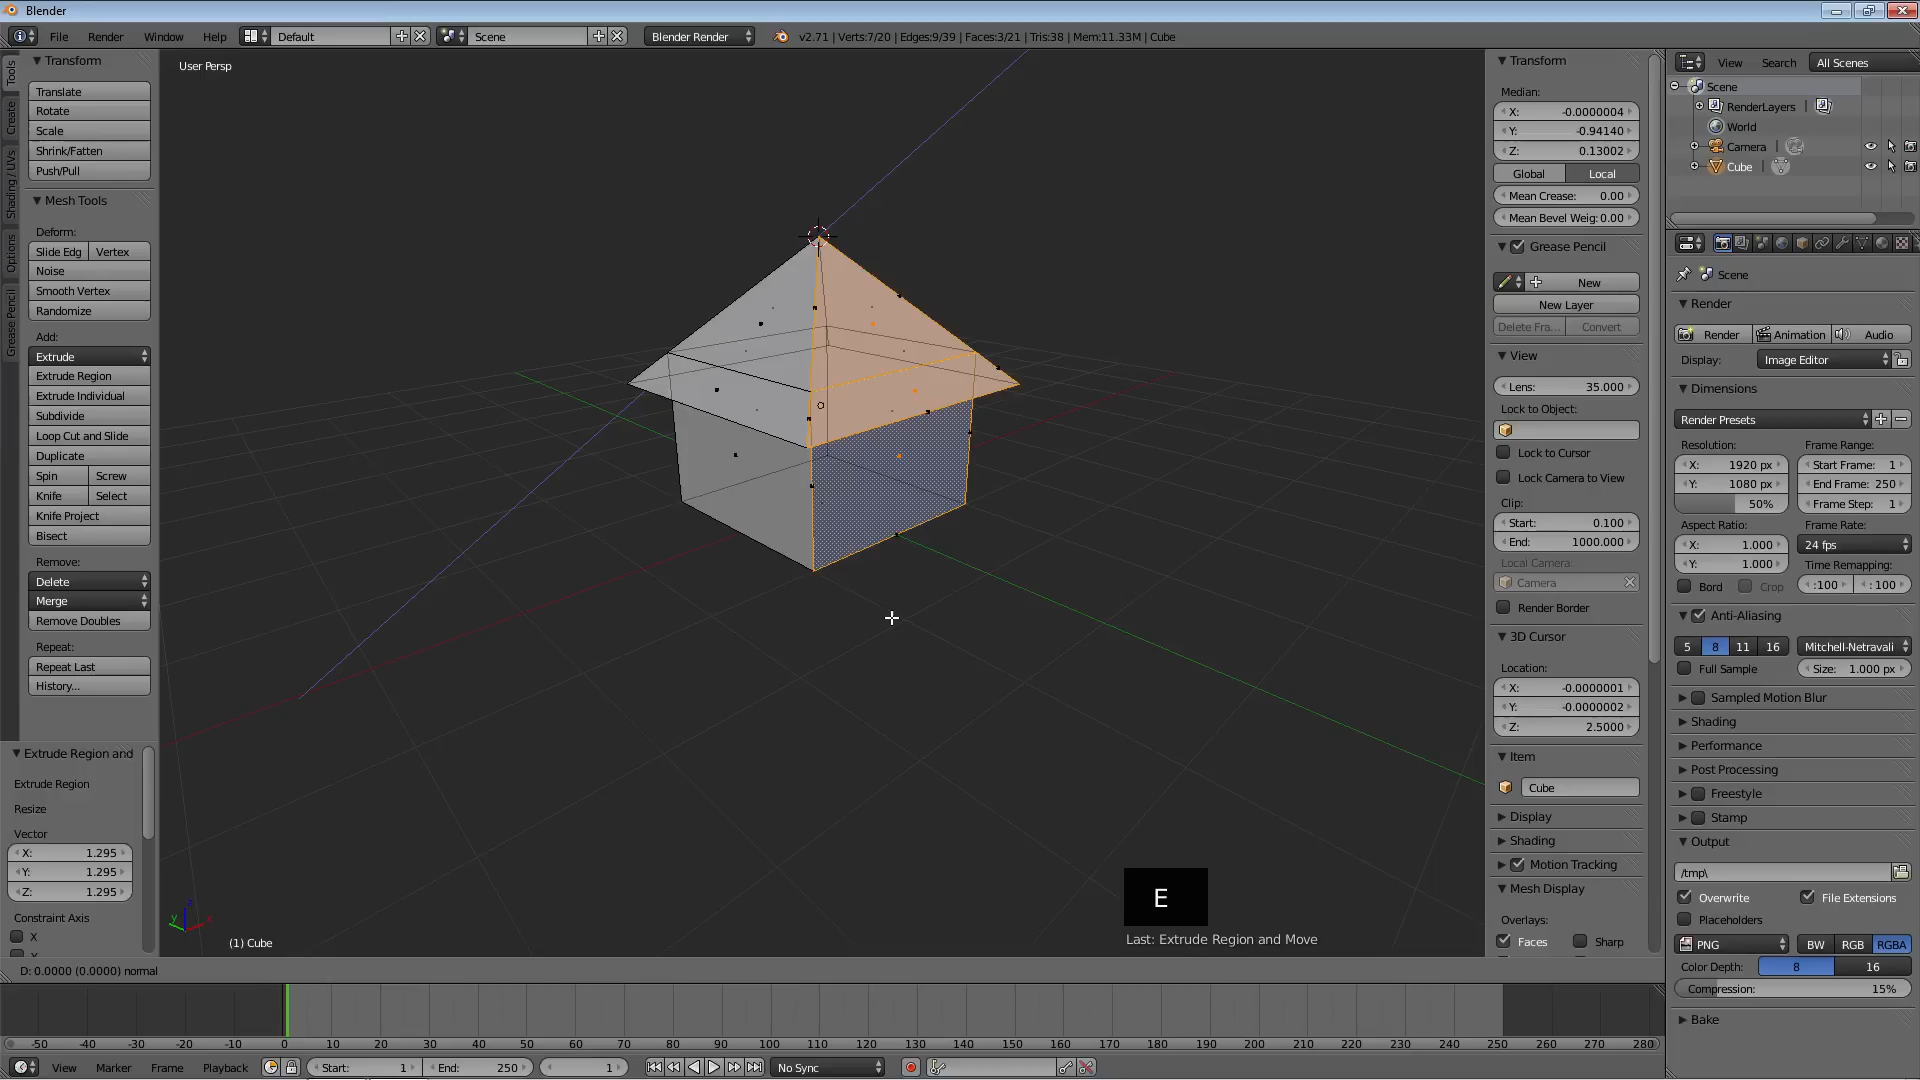 Blender
File Render Window Help Default Scene Blender Render v2.71 | Verts:7/20 | Edges:9/39 | Faces:3/21 | Tris:38 | Mem:11.33M | Cube
Tools
Create
Shading / UVs
Options
Grease Pencil
Transform
Translate
Rotate
Scale
Shrink/Fatten
Push/Pull
Mesh Tools
Deform:
Slide Edg Vertex
Noise
Smooth Vertex
Randomize
Add:
Extrude
Extrude Region
Extrude Individual
Subdivide
Loop Cut and Slide
Duplicate
Spin Screw
Knife Select
Knife Project
Bisect
Remove:
Delete
Merge
Remove Doubles
Repeat:
Repeat Last
History...
Extrude Region and
Extrude Region
Resize
Vector
X: 1.295
Y: 1.295
Z: 1.295
Constraint Axis
X
User Persp
z
y
x
(1) Cube
E
Last: Extrude Region and Move
D: 0.0000 (0.0000) normal
Transform
Median:
X: -0.0000004
Y: -0.94140
Z: 0.13002
Global Local
Mean Crease: 0.00
Mean Bevel Weig: 0.00
Grease Pencil
New
New Layer
Delete Fra... Convert
View
Lens: 35.000
Lock to Object:
Lock to Cursor
Lock Camera to View
Clip:
Start: 0.100
End: 1000.000
Local Camera:
Camera
Render Border
3D Cursor
Location:
X: -0.0000001
Y: -0.0000002
Z: 2.5000
Item
Cube
Display
Shading
Motion Tracking
Mesh Display
Overlays:
Faces Sharp
View Search All Scenes
Scene
RenderLayers |
World
Camera |
Cube |
Scene
Render
Render Animation Audio
Display: Image Editor
Dimensions
Render Presets
Resolution: Frame Range:
X: 1920 px Start Frame: 1
Y: 1080 px End Frame: 250
50% Frame Step: 1
Aspect Ratio: Frame Rate:
X: 1.000 24 fps
Y: 1.000 Time Remapping:
Bord Crop :100 : 100
Anti-Aliasing
5 8 11 16 Mitchell-Netravali
Full Sample Size: 1.000 px
Sampled Motion Blur
Shading
Performance
Post Processing
Freestyle
Stamp
Output
/tmp\
Overwrite File Extensions
Placeholders
PNG BW RGB RGBA
Color Depth: 8 16
Compression: 15%
Bake
-50 -40 -30 -20 -10 0 10 20 30 40 50 60 70 80 90 100 110 120 130 140 150 160 170 180 190 200 210 220 230 240 250 260 270 280
View Marker Frame Playback Start: 1 End: 250 1 No Sync